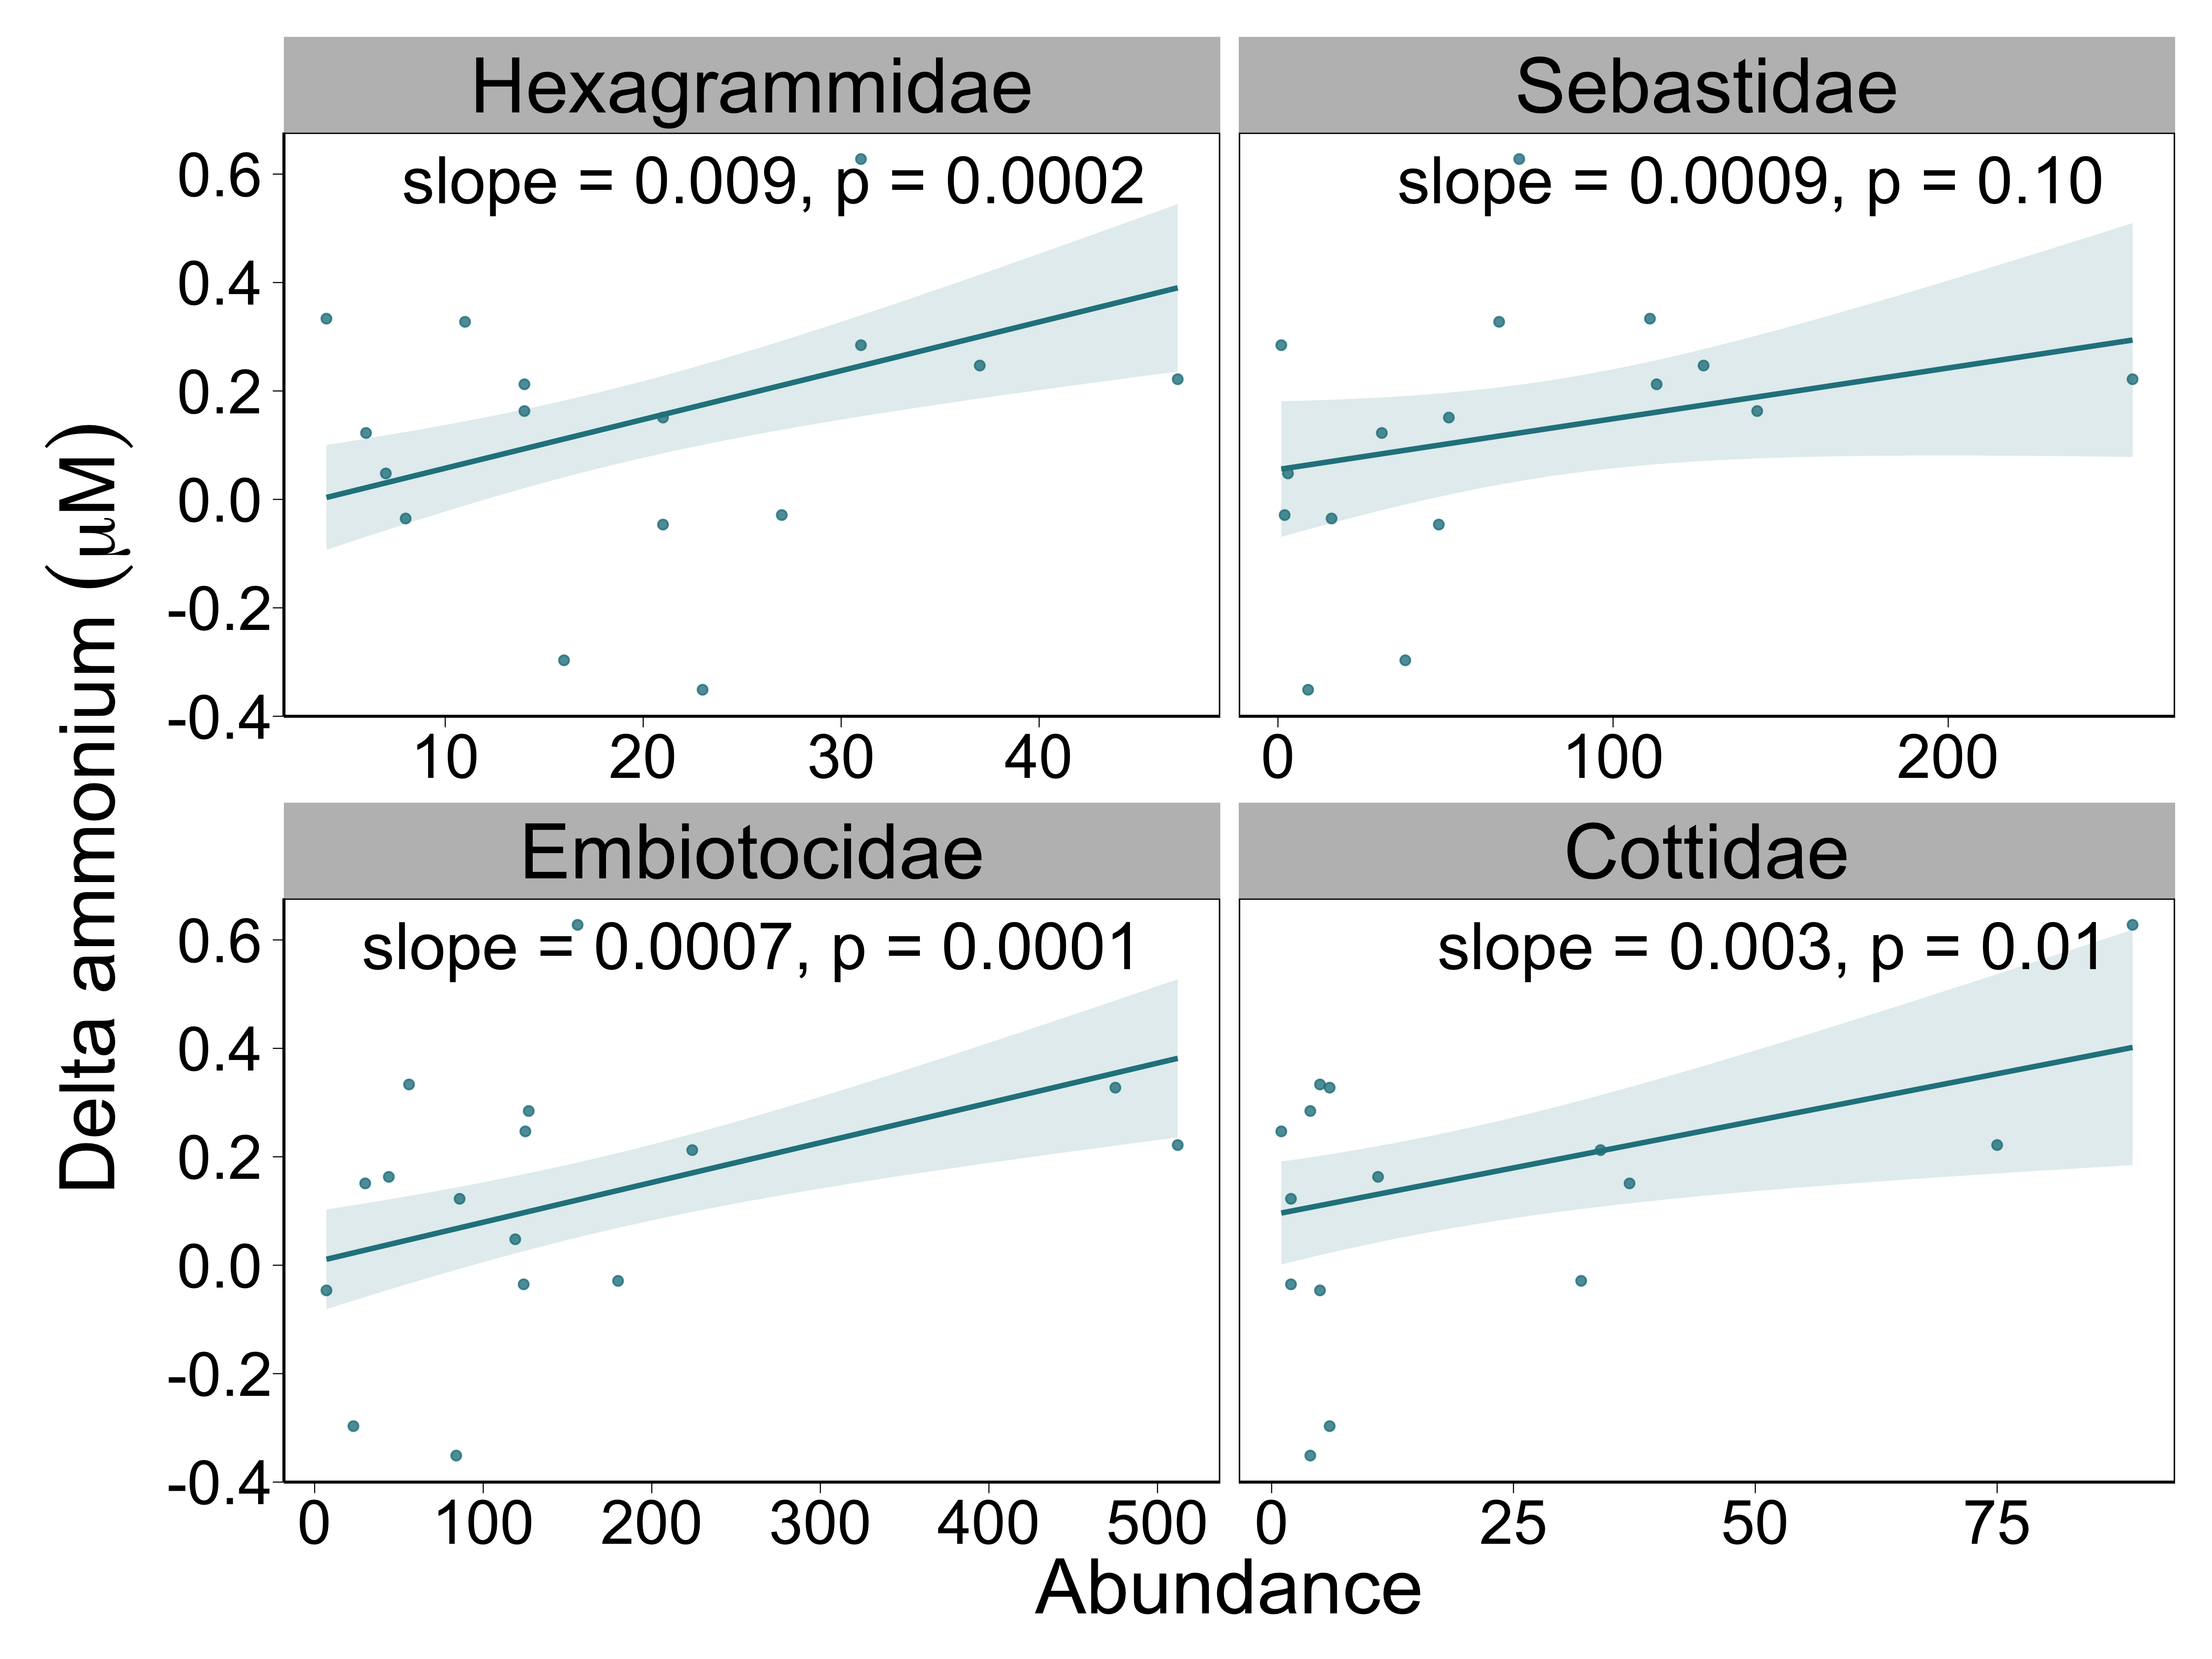 Hexagrammidae
slope = 0.009, p = 0.0002
0.6
0.4
0.2
0.0
-0.2
-0.4
10 20 30 40
Sebastidae
slope = 0.0009, p = 0.10
0 100 200
Embiotocidae
slope = 0.0007, p = 0.0001
0.6
0.4
0.2
0.0
-0.2
-0.4
0 100 200 300 400 500
Cottidae
slope = 0.003, p = 0.01
0 25 50 75
Abundance
Delta ammonium (μM)